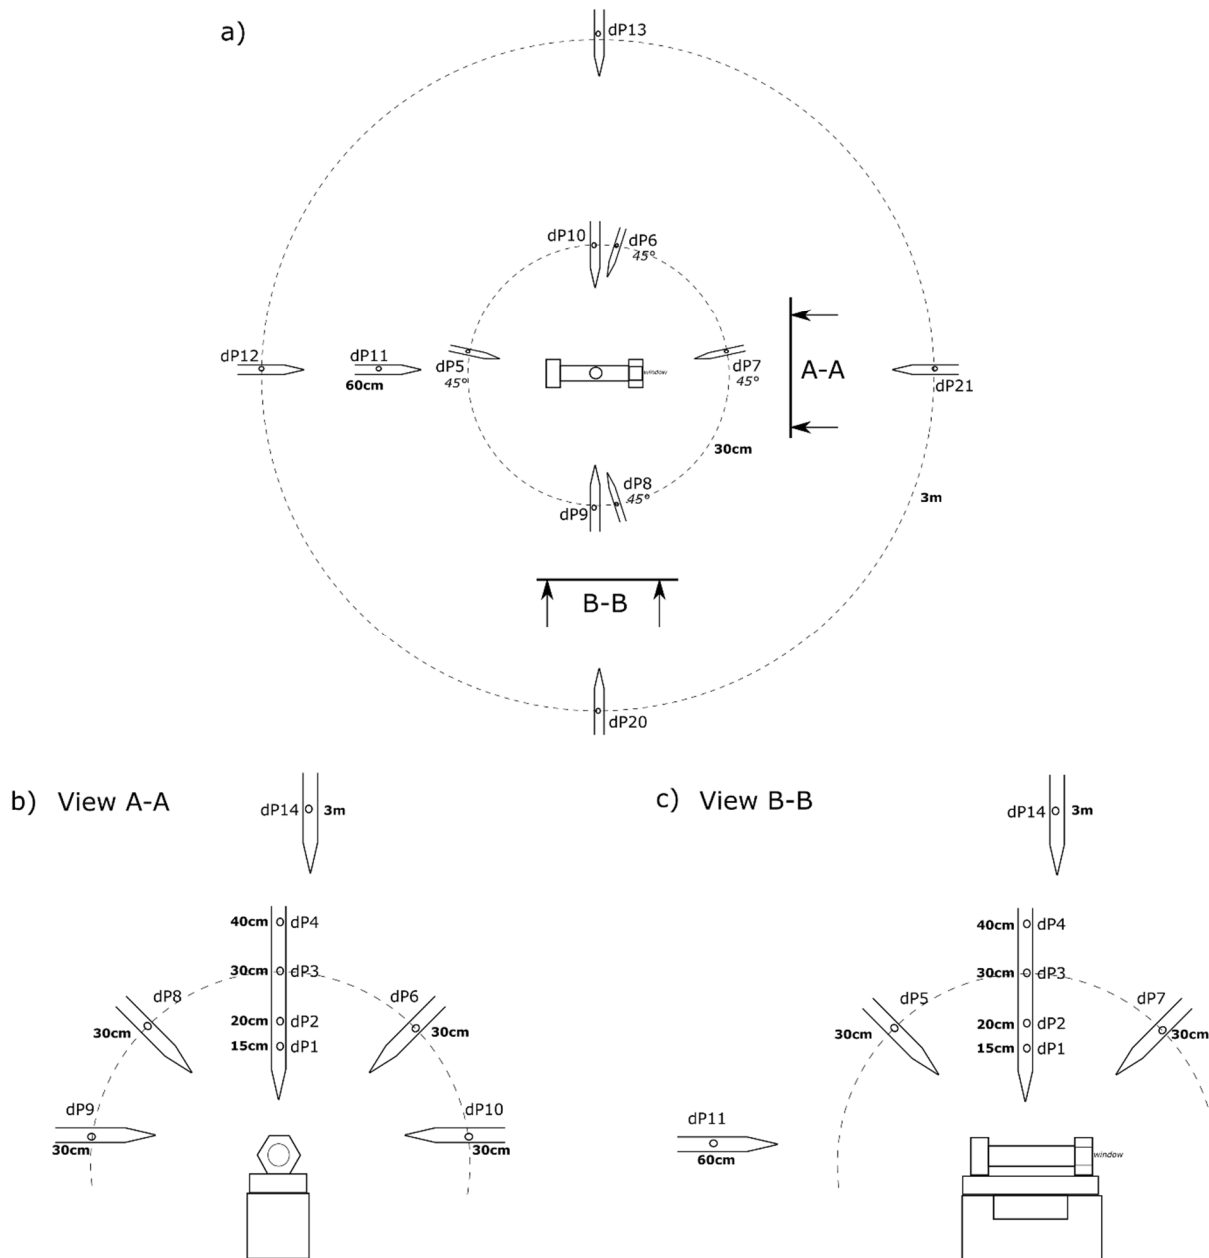 a)
dP13
dP10
dP6
45°
dP12
dP11
60cm
dP5
45°
window
dP7
45°
A-A
dP21
30cm
dP8
45°
dP9
3m
B-B
dP20
b) View A-A
dP14
3m
40cm
dP4
30cm
dP3
dP8
30cm
dP6
30cm
20cm
dP2
15cm
dP1
dP9
30cm
dP10
30cm
c) View B-B
dP14
3m
40cm
dP4
30cm
dP3
dP5
30cm
dP7
30cm
20cm
dP2
15cm
dP1
dP11
60cm
window